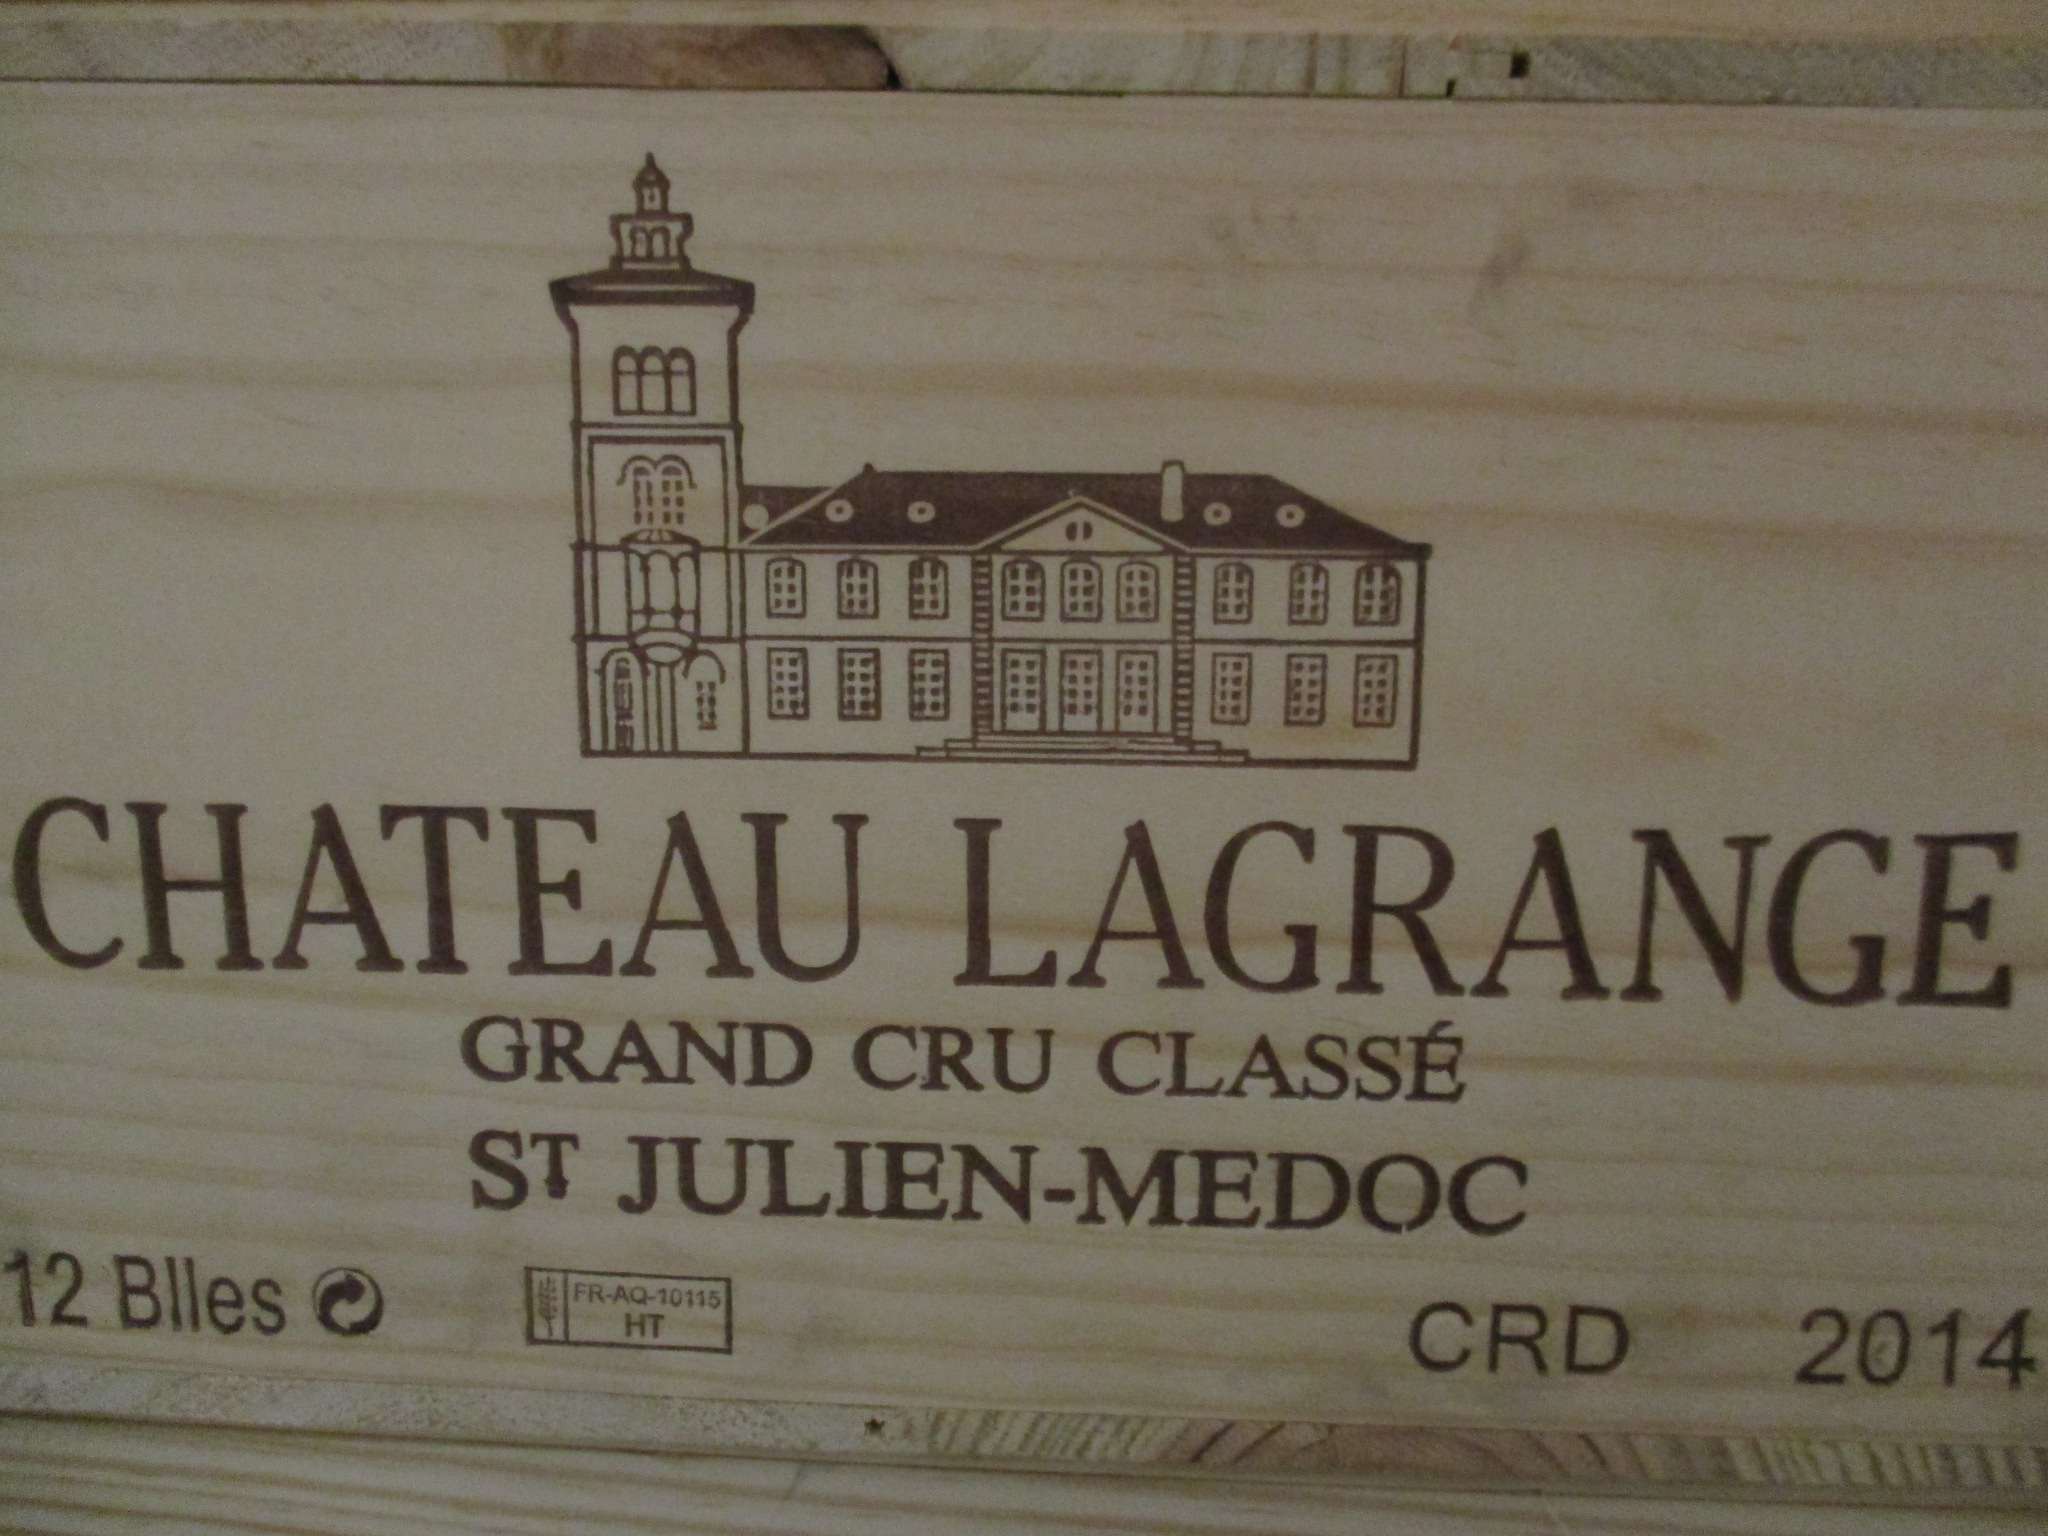 CHATEAU LAGRANGE
GRAND CRU CLASSÉ
ST JULIEN-MEDOC
12 Blles
FR-AQ-10115
HT
CRD 2014